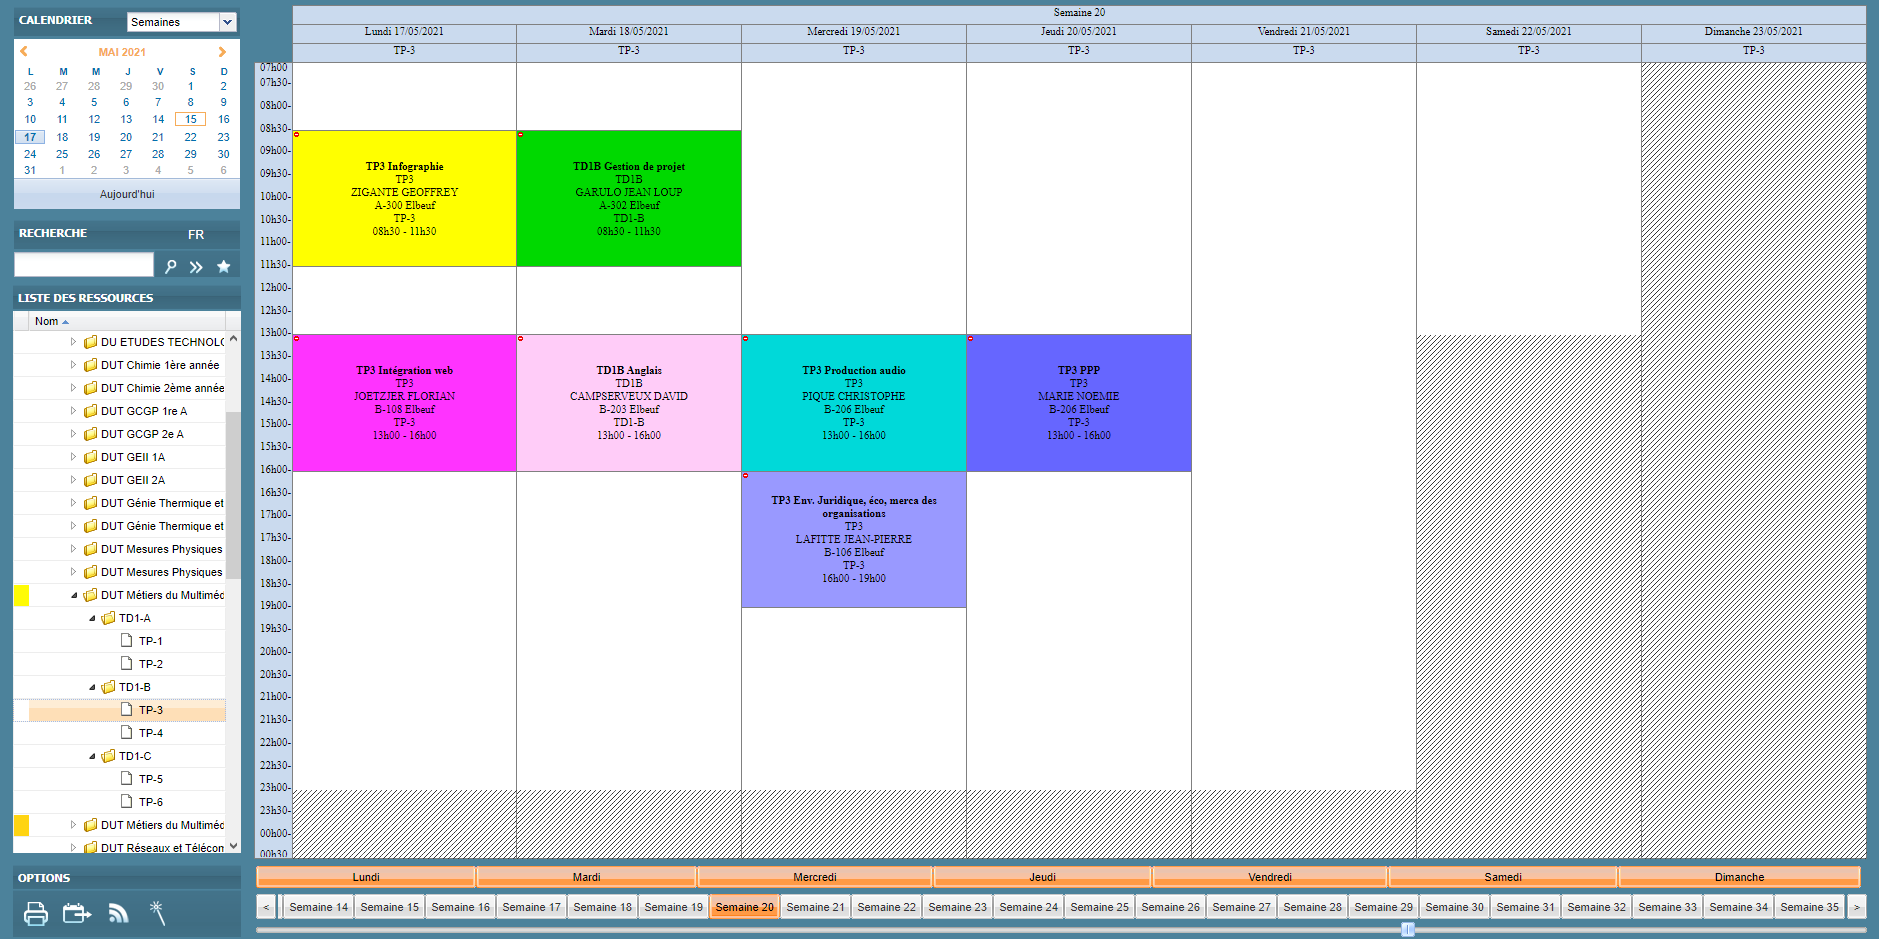 CALENDRIER
Semaines
MAI 2021
L M M J V S D
26 27 28 29 30 1 2
3 4 5 6 7 8 9
10 11 12 13 14 15 16
17 18 19 20 21 22 23
24 25 26 27 28 29 30
31 1 2 3 4 5 6
Aujourd'hui
RECHERCHE FR
LISTE DES RESSOURCES
Nom
DU ETUDES TECHNOLO
DUT Chimie 1ère année
DUT Chimie 2ème année
DUT GCGP 1re A
DUT GCGP 2e A
DUT GEII 1A
DUT GEII 2A
DUT Génie Thermique et
DUT Génie Thermique et
DUT Mesures Physiques
DUT Mesures Physiques
DUT Métiers du Multiméd
TD1-A
TP-1
TP-2
TD1-B
TP-3
TP-4
TD1-C
TP-5
TP-6
DUT Métiers du Multiméd
DUT Réseaux et Télécom
OPTIONS
Semaine 20
Lundi 17/05/2021 Mardi 18/05/2021 Mercredi 19/05/2021 Jeudi 20/05/2021 Vendredi 21/05/2021 Samedi 22/05/2021 Dimanche 23/05/2021
TP-3 TP-3 TP-3 TP-3 TP-3 TP-3 TP-3
07h00
07h30-
08h00-
08h30-
09h00-
09h30-
10h00-
10h30-
11h00-
11h30-
12h00-
12h30-
13h00-
13h30-
14h00-
14h30-
15h00-
15h30-
16h00-
16h30-
17h00-
17h30-
18h00-
18h30-
19h00-
19h30-
20h00-
20h30-
21h00-
21h30-
22h00-
22h30-
23h00-
23h30-
00h00-
00h30
TP3 Infographie
TP3
ZIGANTE GEOFFREY
A-300 Elbeuf
TP-3
08h30 - 11h30
TD1B Gestion de projet
TD1B
GARULO JEAN LOUP
A-302 Elbeuf
TD1-B
08h30 - 11h30
TP3 Intégration web
TP3
JOETZJER FLORIAN
B-108 Elbeuf
TP-3
13h00 - 16h00
TD1B Anglais
TD1B
CAMPSERVEUX DAVID
B-203 Elbeuf
TD1-B
13h00 - 16h00
TP3 Production audio
TP3
PIQUE CHRISTOPHE
B-206 Elbeuf
TP-3
13h00 - 16h00
TP3 PPP
TP3
MARIE NOEMIE
B-206 Elbeuf
TP-3
13h00 - 16h00
TP3 Env. Juridique, éco, merca des
organisations
TP3
LAFITTE JEAN-PIERRE
B-106 Elbeuf
TP-3
16h00 - 19h00
Lundi Mardi Mercredi Jeudi Vendredi Samedi Dimanche
< Semaine 14 Semaine 15 Semaine 16 Semaine 17 Semaine 18 Semaine 19 Semaine 20 Semaine 21 Semaine 22 Semaine 23 Semaine 24 Semaine 25 Semaine 26 Semaine 27 Semaine 28 Semaine 29 Semaine 30 Semaine 31 Semaine 32 Semaine 33 Semaine 34 Semaine 35 >